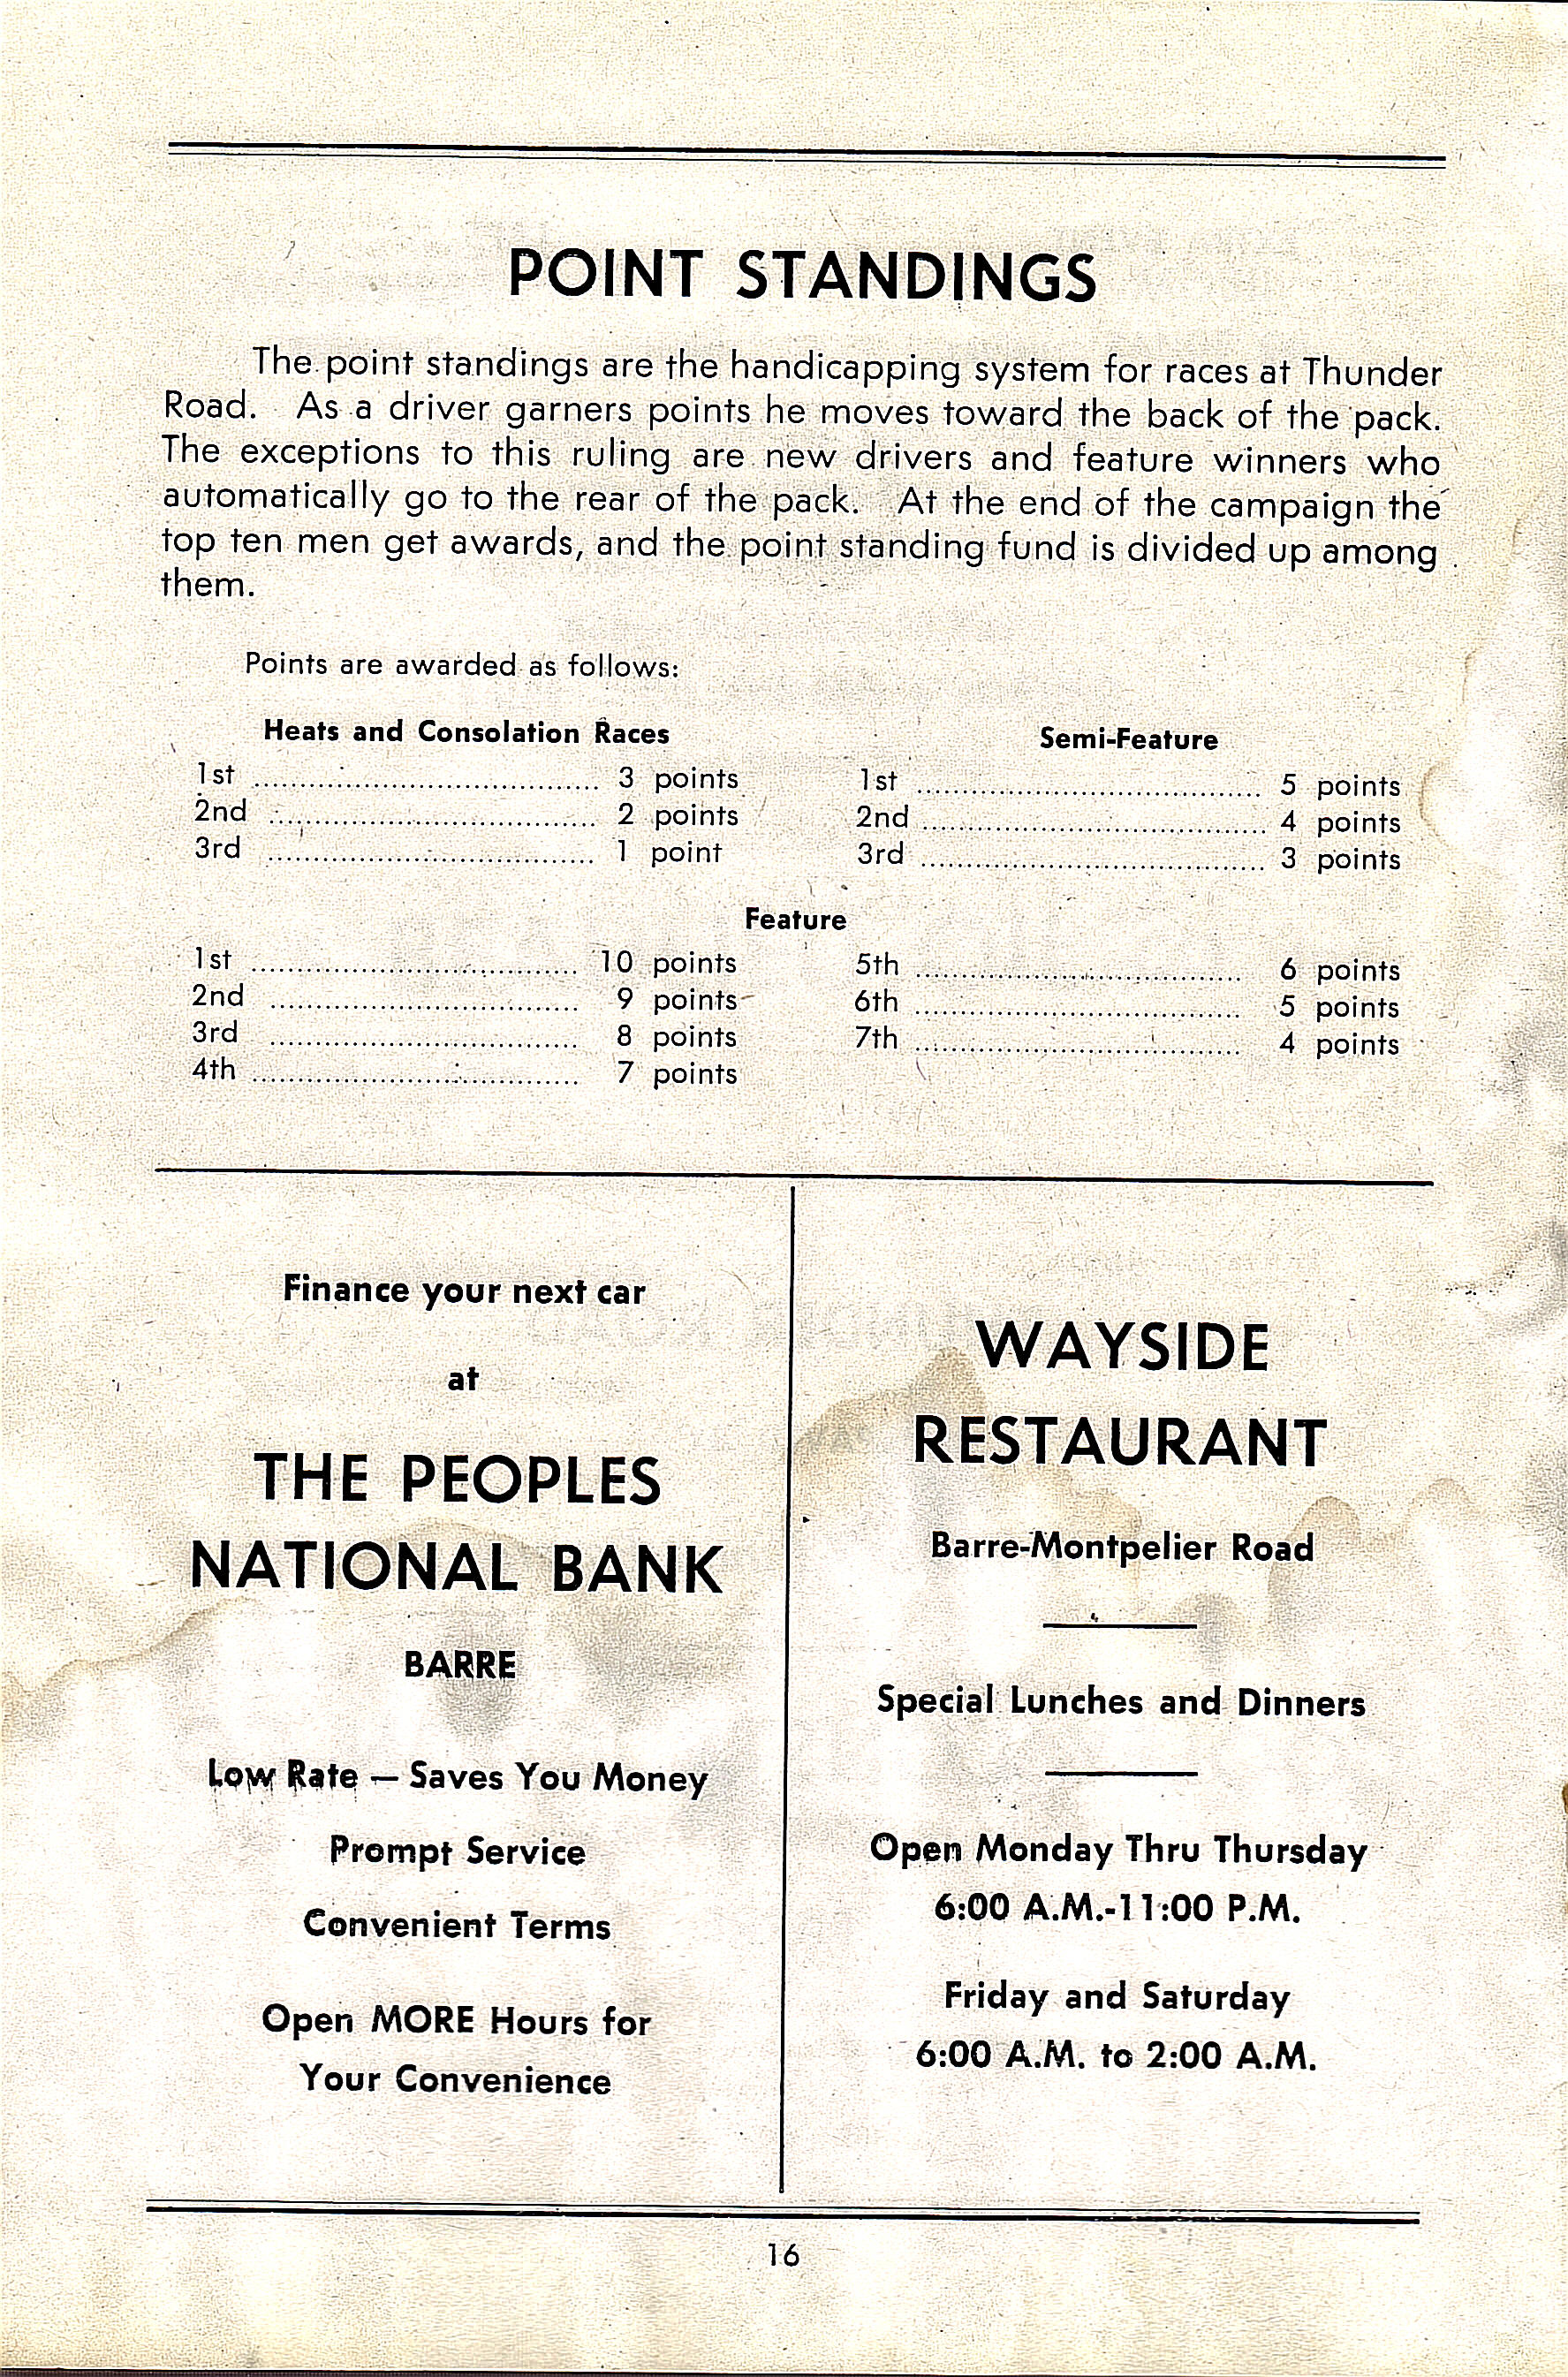 POINT STANDINGS
The point standings are the handicapping system for races at Thunder
Road. As a driver garners points he moves toward the back of the pack.
The exceptions to this ruling are new drivers and feature winners who
automatically go to the rear of the pack. At the end of the campaign the
top ten men get awards, and the point standing fund is divided up among
them.
Points are awarded as follows:
Heats and Consolation Races
1st ..................................... 3 points
2nd ................................... 2 points
3rd ................................... 1 point
Semi-Feature
1st ..................................... 5 points
2nd ..................................... 4 points
3rd ..................................... 3 points
Feature
1st ................................... 10 points
2nd ................................. 9 points
3rd ................................. 8 points
4th ................................... 7 points
5th ................................... 6 points
6th ................................... 5 points
7th ................................... 4 points
Finance your next car
at
THE PEOPLES
NATIONAL BANK
BARRE
Low Rate — Saves You Money
Prompt Service
Convenient Terms
Open MORE Hours for
Your Convenience
WAYSIDE
RESTAURANT
Barre-Montpelier Road
Special Lunches and Dinners
Open Monday Thru Thursday
6:00 A.M.-11:00 P.M.
Friday and Saturday
6:00 A.M. to 2:00 A.M.
16